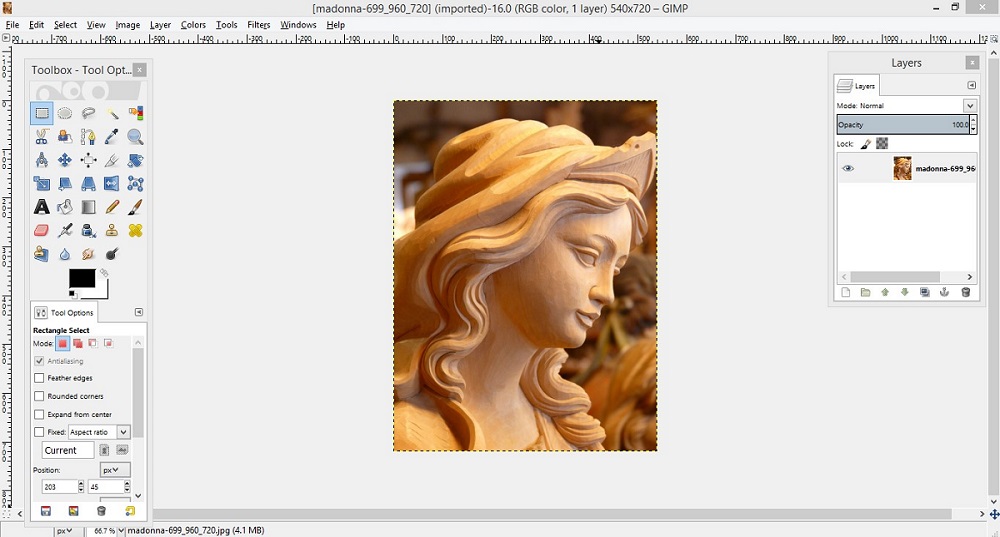 [madonna-699_960_720] (imported)-16.0 (RGB color, 1 layer) 540x720 – GIMP
File Edit Select View Image Layer Colors Tools Filters Windows Help
Toolbox - Tool Opt...
Tool Options
Rectangle Select
Mode:
Antialiasing
Feather edges
Rounded corners
Expand from center
Fixed: Aspect ratio
Current
Position:
px
203 45
Layers
Layers
Mode: Normal
Opacity 100.0
Lock:
madonna-699_96
px 66.7 % madonna-699_960_720.jpg (4.1 MB)